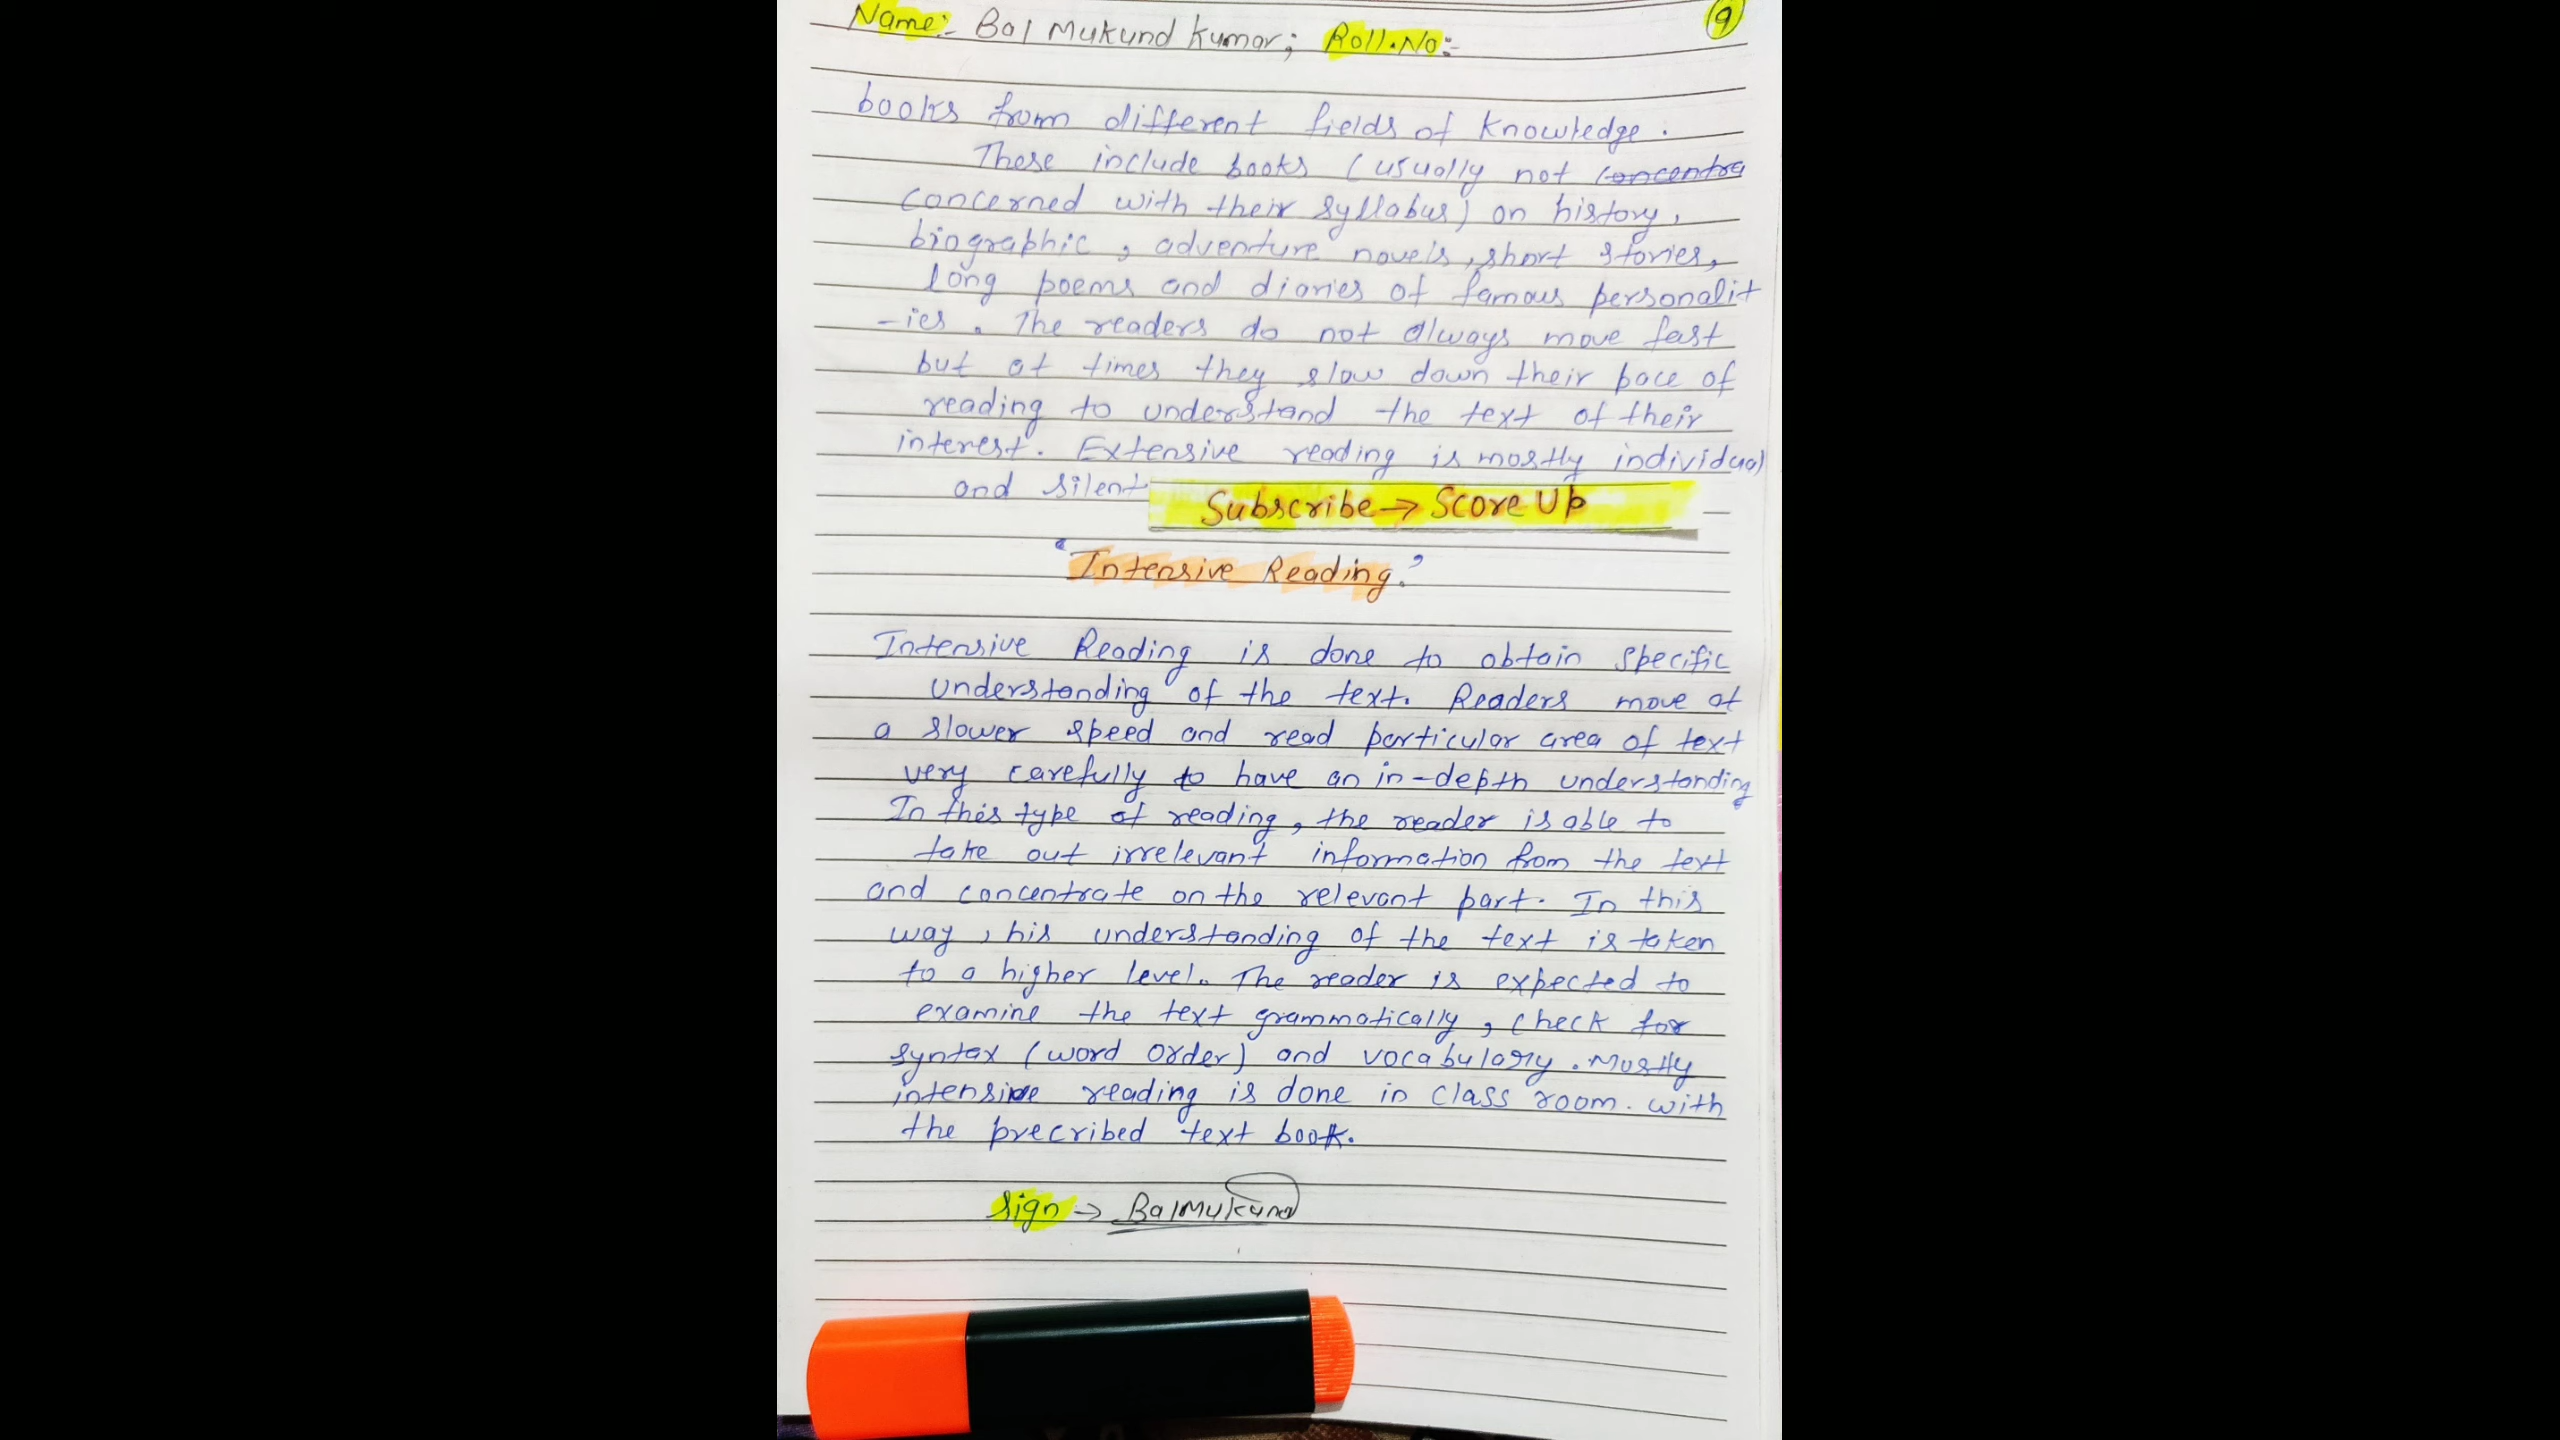 Name:- Bal Mukund Kumar; Roll.No:-
9
books from different fields of knowledge.
These include books (usually not concentra
concerned with their syllabus) on history,
biographic, adventure novels, short stories,
long poems and diaries of famous personalit
-ies. The readers do not always move fast
but at times they slow down their pace of
reading to understand the text of their
interest. Extensive reading is mostly individual
and silent
Subscribe → Score Up
"Intensive Reading."
Intensive Reading is done to obtain specific
understanding of the text. Readers move at
a slower speed and read particular area of text
very carefully to have an in-depth understanding
In this type of reading, the reader is able to
take out irrelevant information from the text
and concentrate on the relevant part. In this
way, his understanding of the text is taken
to a higher level. The reader is expected to
examine the text grammatically, check for
syntax (word order) and vocabulary. Mostly
intensive reading is done in class room. with
the precribed text book.
Sign → BalMukund